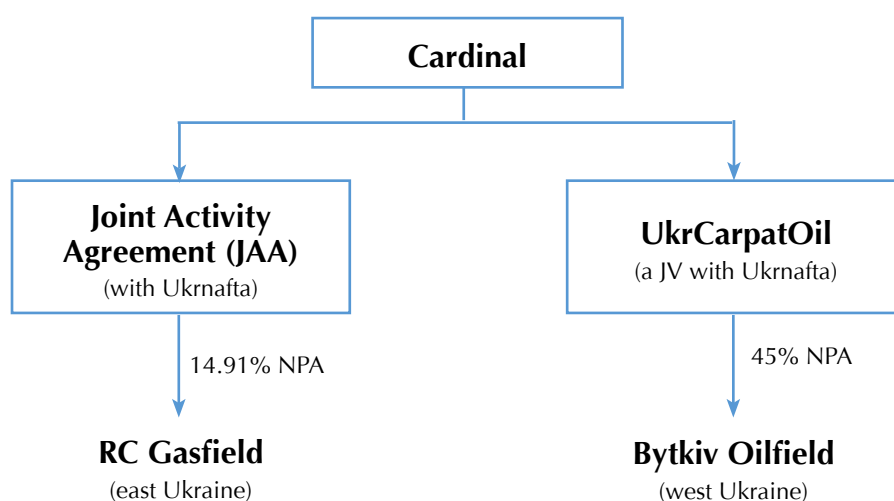 Cardinal
Joint Activity
Agreement (JAA)
(with Ukrnafta)
UkrCarpatOil
(a JV with Ukrnafta)
14.91% NPA
45% NPA
RC Gasfield
(east Ukraine)
Bytkiv Oilfield
(west Ukraine)